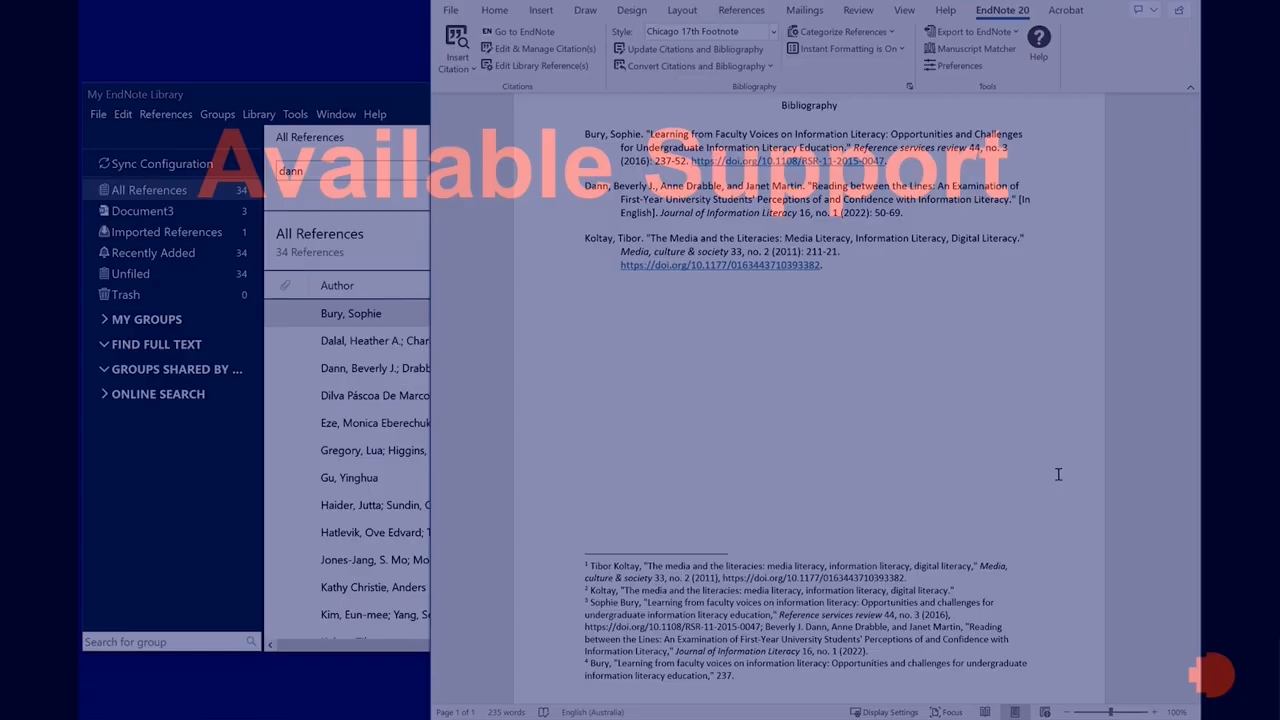 File Home Insert Draw Design Layout References Mailings Review View Help EndNote 20 Acrobat
Insert
Citation
Go to EndNote
Edit & Manage Citation(s)
Edit Library Reference(s)
Citations
Style: Chicago 17th Footnote
Update Citations and Bibliography
Convert Citations and Bibliography
Categorize References
Instant Formatting is On
Bibliography
Export to EndNote
Manuscript Matcher
Preferences
Help
Tools
My EndNote Library
File Edit References Groups Library Tools Window Help
Sync Configuration
All References 34
Document3 3
Imported References 1
Recently Added 34
Unfiled 34
Trash 0
MY GROUPS
FIND FULL TEXT
GROUPS SHARED BY ...
ONLINE SEARCH
Search for group
All References
dann
All References
34 References
Author
Bury, Sophie
Dalal, Heather A.; Char
Dann, Beverly J.; Drabb
Dilva Páscoa De Marco
Eze, Monica Eberechuk
Gregory, Lua; Higgins,
Gu, Yinghua
Haider, Jutta; Sundin,
Hatlevik, Ove Edvard;
Jones-Jang, S. Mo; Mo
Kathy Christie, Anders
Kim, Eun-mee; Yang, Se
Available Support
Bibliography
Bury, Sophie. "Learning from Faculty Voices on Information Literacy: Opportunities and Challenges
for Undergraduate Information Literacy Education." Reference services review 44, no. 3
(2016): 237-52. https://doi.org/10.1108/RSR-11-2015-0047.
Dann, Beverly J., Anne Drabble, and Janet Martin. "Reading between the Lines: An Examination of
First-Year University Students' Perceptions of and Confidence with Information Literacy." [In
English]. Journal of Information Literacy 16, no. 1 (2022): 50-69.
Koltay, Tibor. "The Media and the Literacies: Media Literacy, Information Literacy, Digital Literacy."
Media, culture & society 33, no. 2 (2011): 211-21.
https://doi.org/10.1177/0163443710393382.
1 Tibor Koltay, "The media and the literacies: media literacy, information literacy, digital literacy," Media,
culture & society 33, no. 2 (2011), https://doi.org/10.1177/0163443710393382.
2 Koltay, "The media and the literacies: media literacy, information literacy, digital literacy."
3 Sophie Bury, "Learning from faculty voices on information literacy: Opportunities and challenges for
undergraduate information literacy education," Reference services review 44, no. 3 (2016),
https://doi.org/10.1108/RSR-11-2015-0047; Beverly J. Dann, Anne Drabble, and Janet Martin, "Reading
between the Lines: An Examination of First-Year University Students' Perceptions of and Confidence with
Information Literacy," Journal of Information Literacy 16, no. 1 (2022).
4 Bury, "Learning from faculty voices on information literacy: Opportunities and challenges for undergraduate
information literacy education," 237.
Page 1 of 1 235 words English (Australia) Display Settings Focus 100%